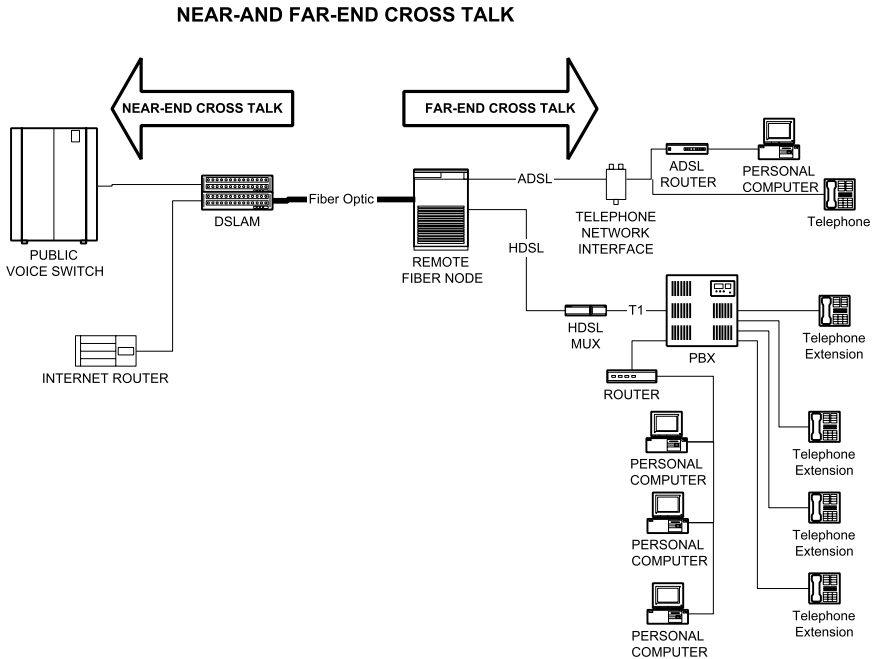 NEAR-AND FAR-END CROSS TALK
NEAR-END CROSS TALK
FAR-END CROSS TALK
PUBLIC
VOICE SWITCH
DSLAM
Fiber Optic
REMOTE
FIBER NODE
INTERNET ROUTER
ADSL
HDSL
TELEPHONE
NETWORK
INTERFACE
ADSL
ROUTER
PERSONAL
COMPUTER
Telephone
HDSL
MUX
T1
PBX
Telephone
Extension
ROUTER
PERSONAL
COMPUTER
Telephone
Extension
PERSONAL
COMPUTER
Telephone
Extension
PERSONAL
COMPUTER
Telephone
Extension